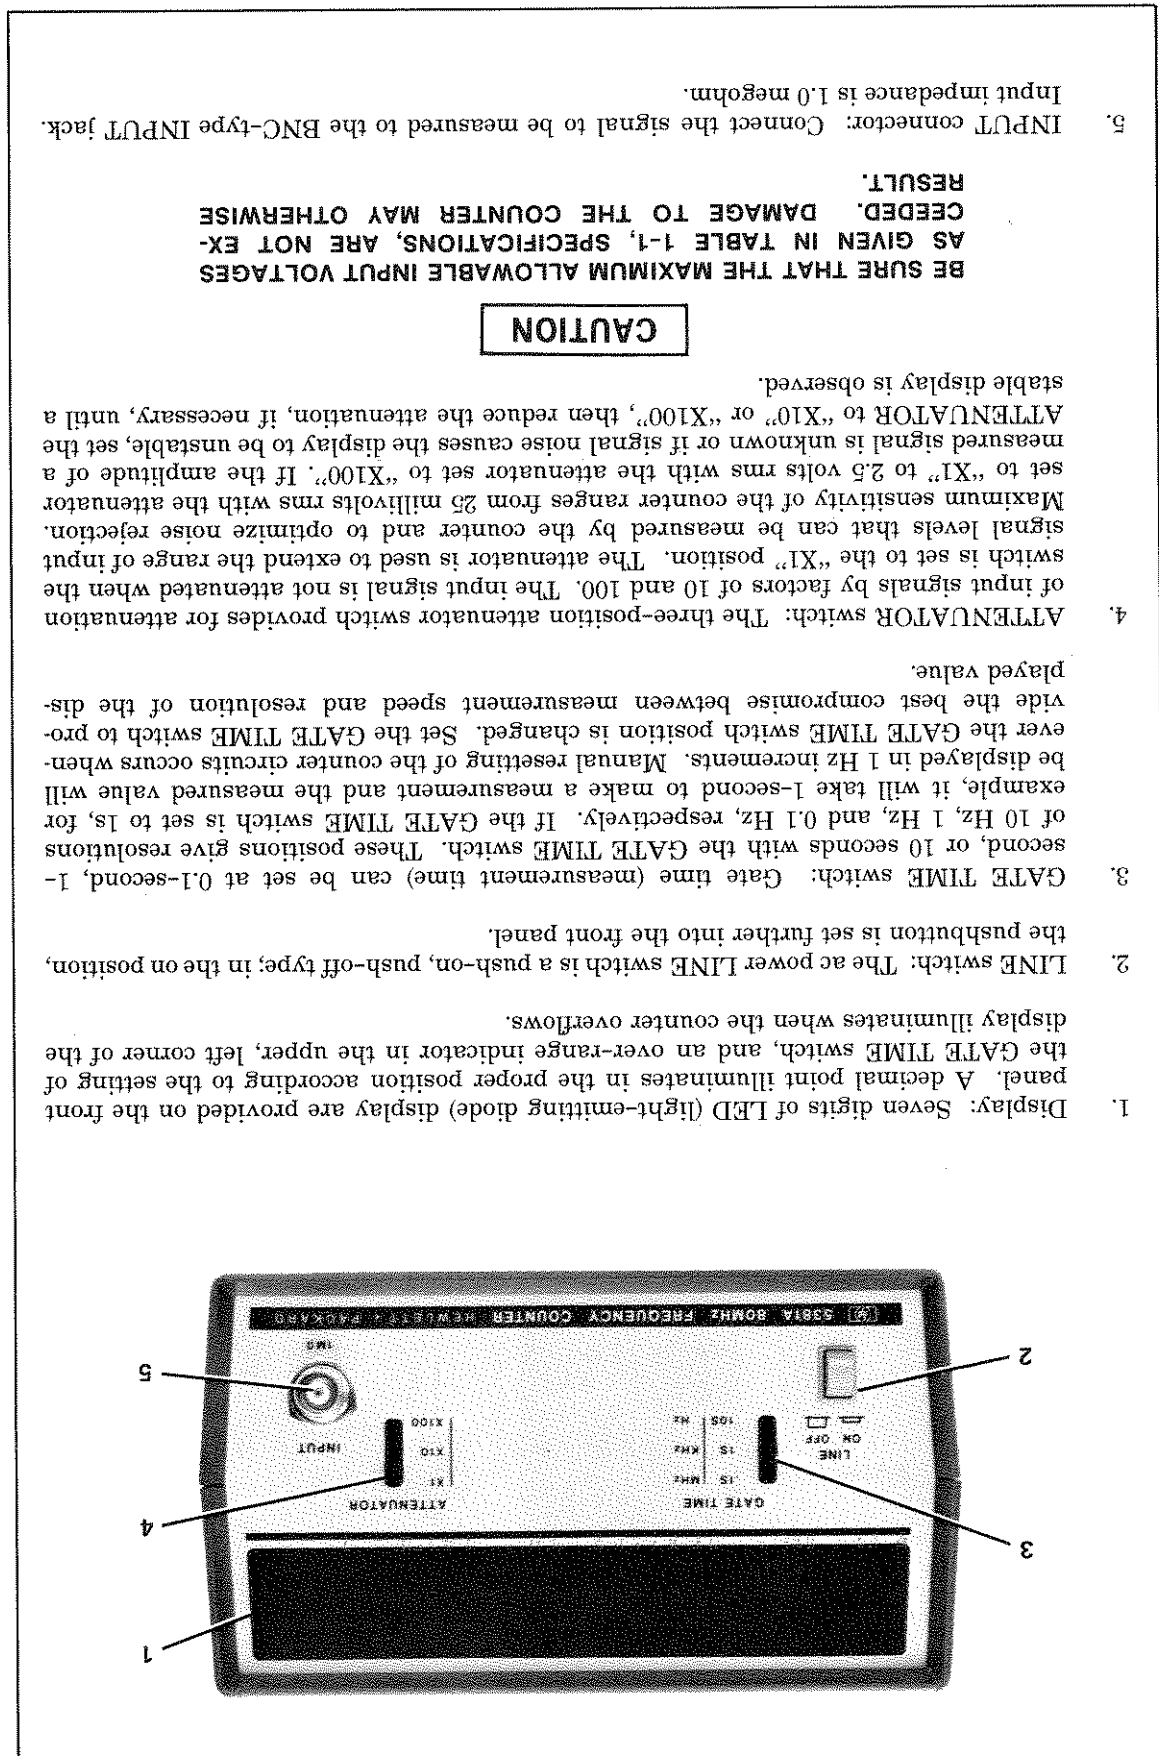 1
3
GATE TIME
.1S MHz
1S KHz
10S Hz
ATTENUATOR
X1
X10
X100
4
LINE
ON OFF
INPUT
1MΩ
2
5
hp 5381A 80MHz FREQUENCY COUNTER HEWLETT • PACKARD
1. Display: Seven digits of LED (light-emitting diode) display are provided on the front
panel. A decimal point illuminates in the proper position according to the setting of
the GATE TIME switch, and an over-range indicator in the upper, left corner of the
display illuminates when the counter overflows.
2. LINE switch: The ac power LINE switch is a push-on, push-off type; in the on position,
the pushbutton is set further into the front panel.
3. GATE TIME switch: Gate time (measurement time) can be set at 0.1-second, 1-
second, or 10 seconds with the GATE TIME switch. These positions give resolutions
of 10 Hz, 1 Hz, and 0.1 Hz, respectively. If the GATE TIME switch is set to 1s, for
example, it will take 1-second to make a measurement and the measured value will
be displayed in 1 Hz increments. Manual resetting of the counter circuits occurs when-
ever the GATE TIME switch position is changed. Set the GATE TIME switch to pro-
vide the best compromise between measurement speed and resolution of the dis-
played value.
4. ATTENUATOR switch: The three-position attenuator switch provides for attenuation
of input signals by factors of 10 and 100. The input signal is not attenuated when the
switch is set to the "X1" position. The attenuator is used to extend the range of input
signal levels that can be measured by the counter and to optimize noise rejection.
Maximum sensitivity of the counter ranges from 25 millivolts rms with the attenuator
set to "X1" to 2.5 volts rms with the attenuator set to "X100". If the amplitude of a
measured signal is unknown or if signal noise causes the display to be unstable, set the
ATTENUATOR to "X10" or "X100", then reduce the attenuation, if necessary, until a
stable display is observed.
CAUTION
BE SURE THAT THE MAXIMUM ALLOWABLE INPUT VOLTAGES
AS GIVEN IN TABLE 1-1, SPECIFICATIONS, ARE NOT EX-
CEEDED. DAMAGE TO THE COUNTER MAY OTHERWISE
RESULT.
5. INPUT connector: Connect the signal to be measured to the BNC-type INPUT jack.
Input impedance is 1.0 megohm.